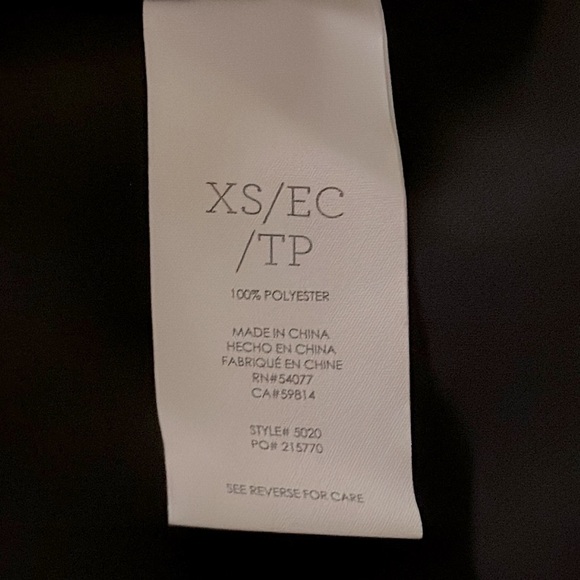 XS/EC
/TP
100% POLYESTER
MADE IN CHINA
HECHO EN CHINA
FABRIQUÉ EN CHINE
RN#54077
CA#59814
STYLE# 5020
PO# 215770
SEE REVERSE FOR CARE